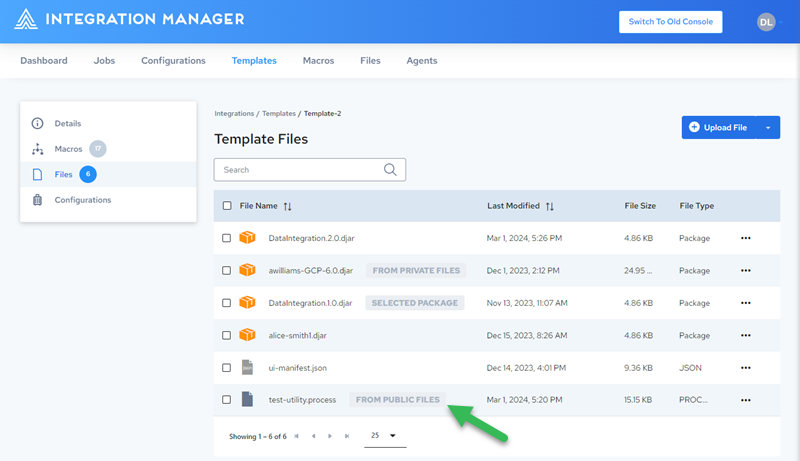 INTEGRATION MANAGER
Switch To Old Console
DL
Dashboard Jobs Configurations Templates Macros Files Agents
Details
Macros 17
Files 6
Configurations
Integrations / Templates / Template-2
Template Files
Upload File
Search
File Name Last Modified File Size File Type
DataIntegration.2.0.djar Mar 1, 2024, 5:26 PM 4.86 KB Package
awilliams-GCP-6.0.djar FROM PRIVATE FILES Dec 1, 2023, 2:12 PM 24.95 ... Package
DataIntegration.1.0.djar SELECTED PACKAGE Nov 13, 2023, 11:07 AM 4.86 KB Package
alice-smith1.djar Dec 15, 2023, 8:26 AM 4.86 KB Package
ui-manifest.json Dec 14, 2023, 4:01 PM 9.36 KB JSON
test-utility.process FROM PUBLIC FILES Mar 1, 2024, 5:20 PM 15.15 KB PROC...
Showing 1 – 6 of 6 25